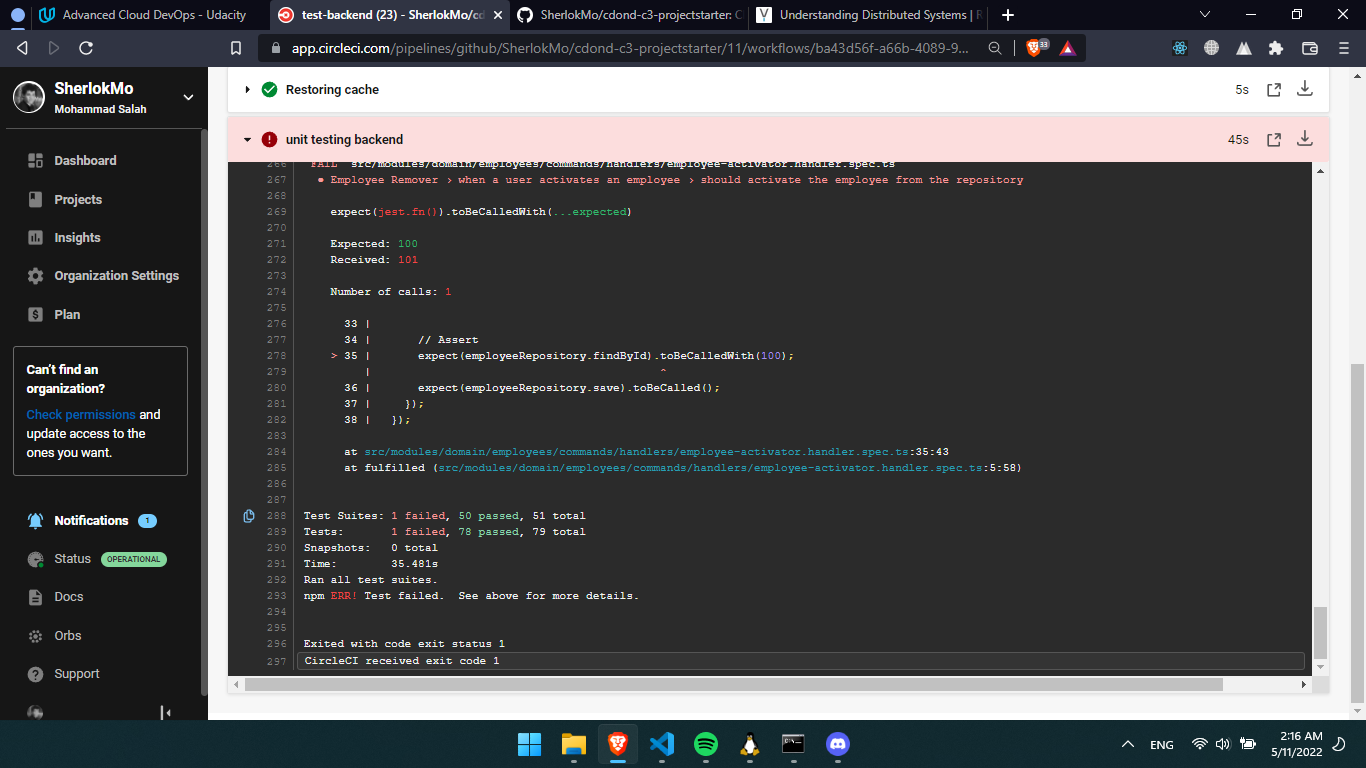 Advanced Cloud DevOps - Udacity
test-backend (23) - SherlokMo/cd
SherlokMo/cdond-c3-projectstarter: C
Understanding Distributed Systems | R
app.circleci.com/pipelines/github/SherlokMo/cdond-c3-projectstarter/11/workflows/ba43d56f-a66b-4089-9...
33
SherlokMo
Mohammad Salah
Dashboard
Projects
Insights
Organization Settings
Plan
Can't find an
organization?
Check permissions and
update access to the
ones you want.
Notifications 1
Status OPERATIONAL
Docs
Orbs
Support
Restoring cache 5s
unit testing backend 45s
266 FAIL src/modules/domain/employees/commands/handlers/employee-activator.handler.spec.ts
267 ● Employee Remover › when a user activates an employee › should activate the employee from the repository
268
269 expect(jest.fn()).toBeCalledWith(...expected)
270
271 Expected: 100
272 Received: 101
273
274 Number of calls: 1
275
276 33 |
277 34 | // Assert
278 > 35 | expect(employeeRepository.findById).toBeCalledWith(100);
279 | ^
280 36 | expect(employeeRepository.save).toBeCalled();
281 37 | });
282 38 | });
283
284 at src/modules/domain/employees/commands/handlers/employee-activator.handler.spec.ts:35:43
285 at fulfilled (src/modules/domain/employees/commands/handlers/employee-activator.handler.spec.ts:5:58)
286
287
288 Test Suites: 1 failed, 50 passed, 51 total
289 Tests: 1 failed, 78 passed, 79 total
290 Snapshots: 0 total
291 Time: 35.481s
292 Ran all test suites.
293 npm ERR! Test failed. See above for more details.
294
295
296 Exited with code exit status 1
297 CircleCI received exit code 1
ENG
2:16 AM
5/11/2022